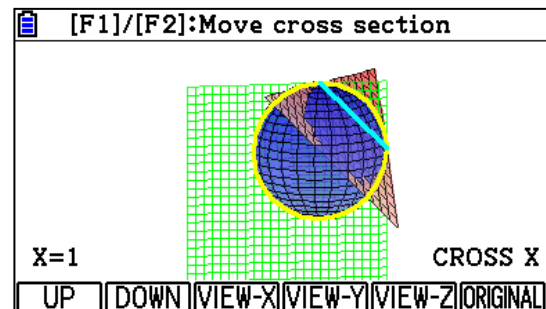 [F1]/[F2]:Move cross section
X=1 CROSS X
UP DOWN VIEW-X VIEW-Y VIEW-Z ORIGINAL